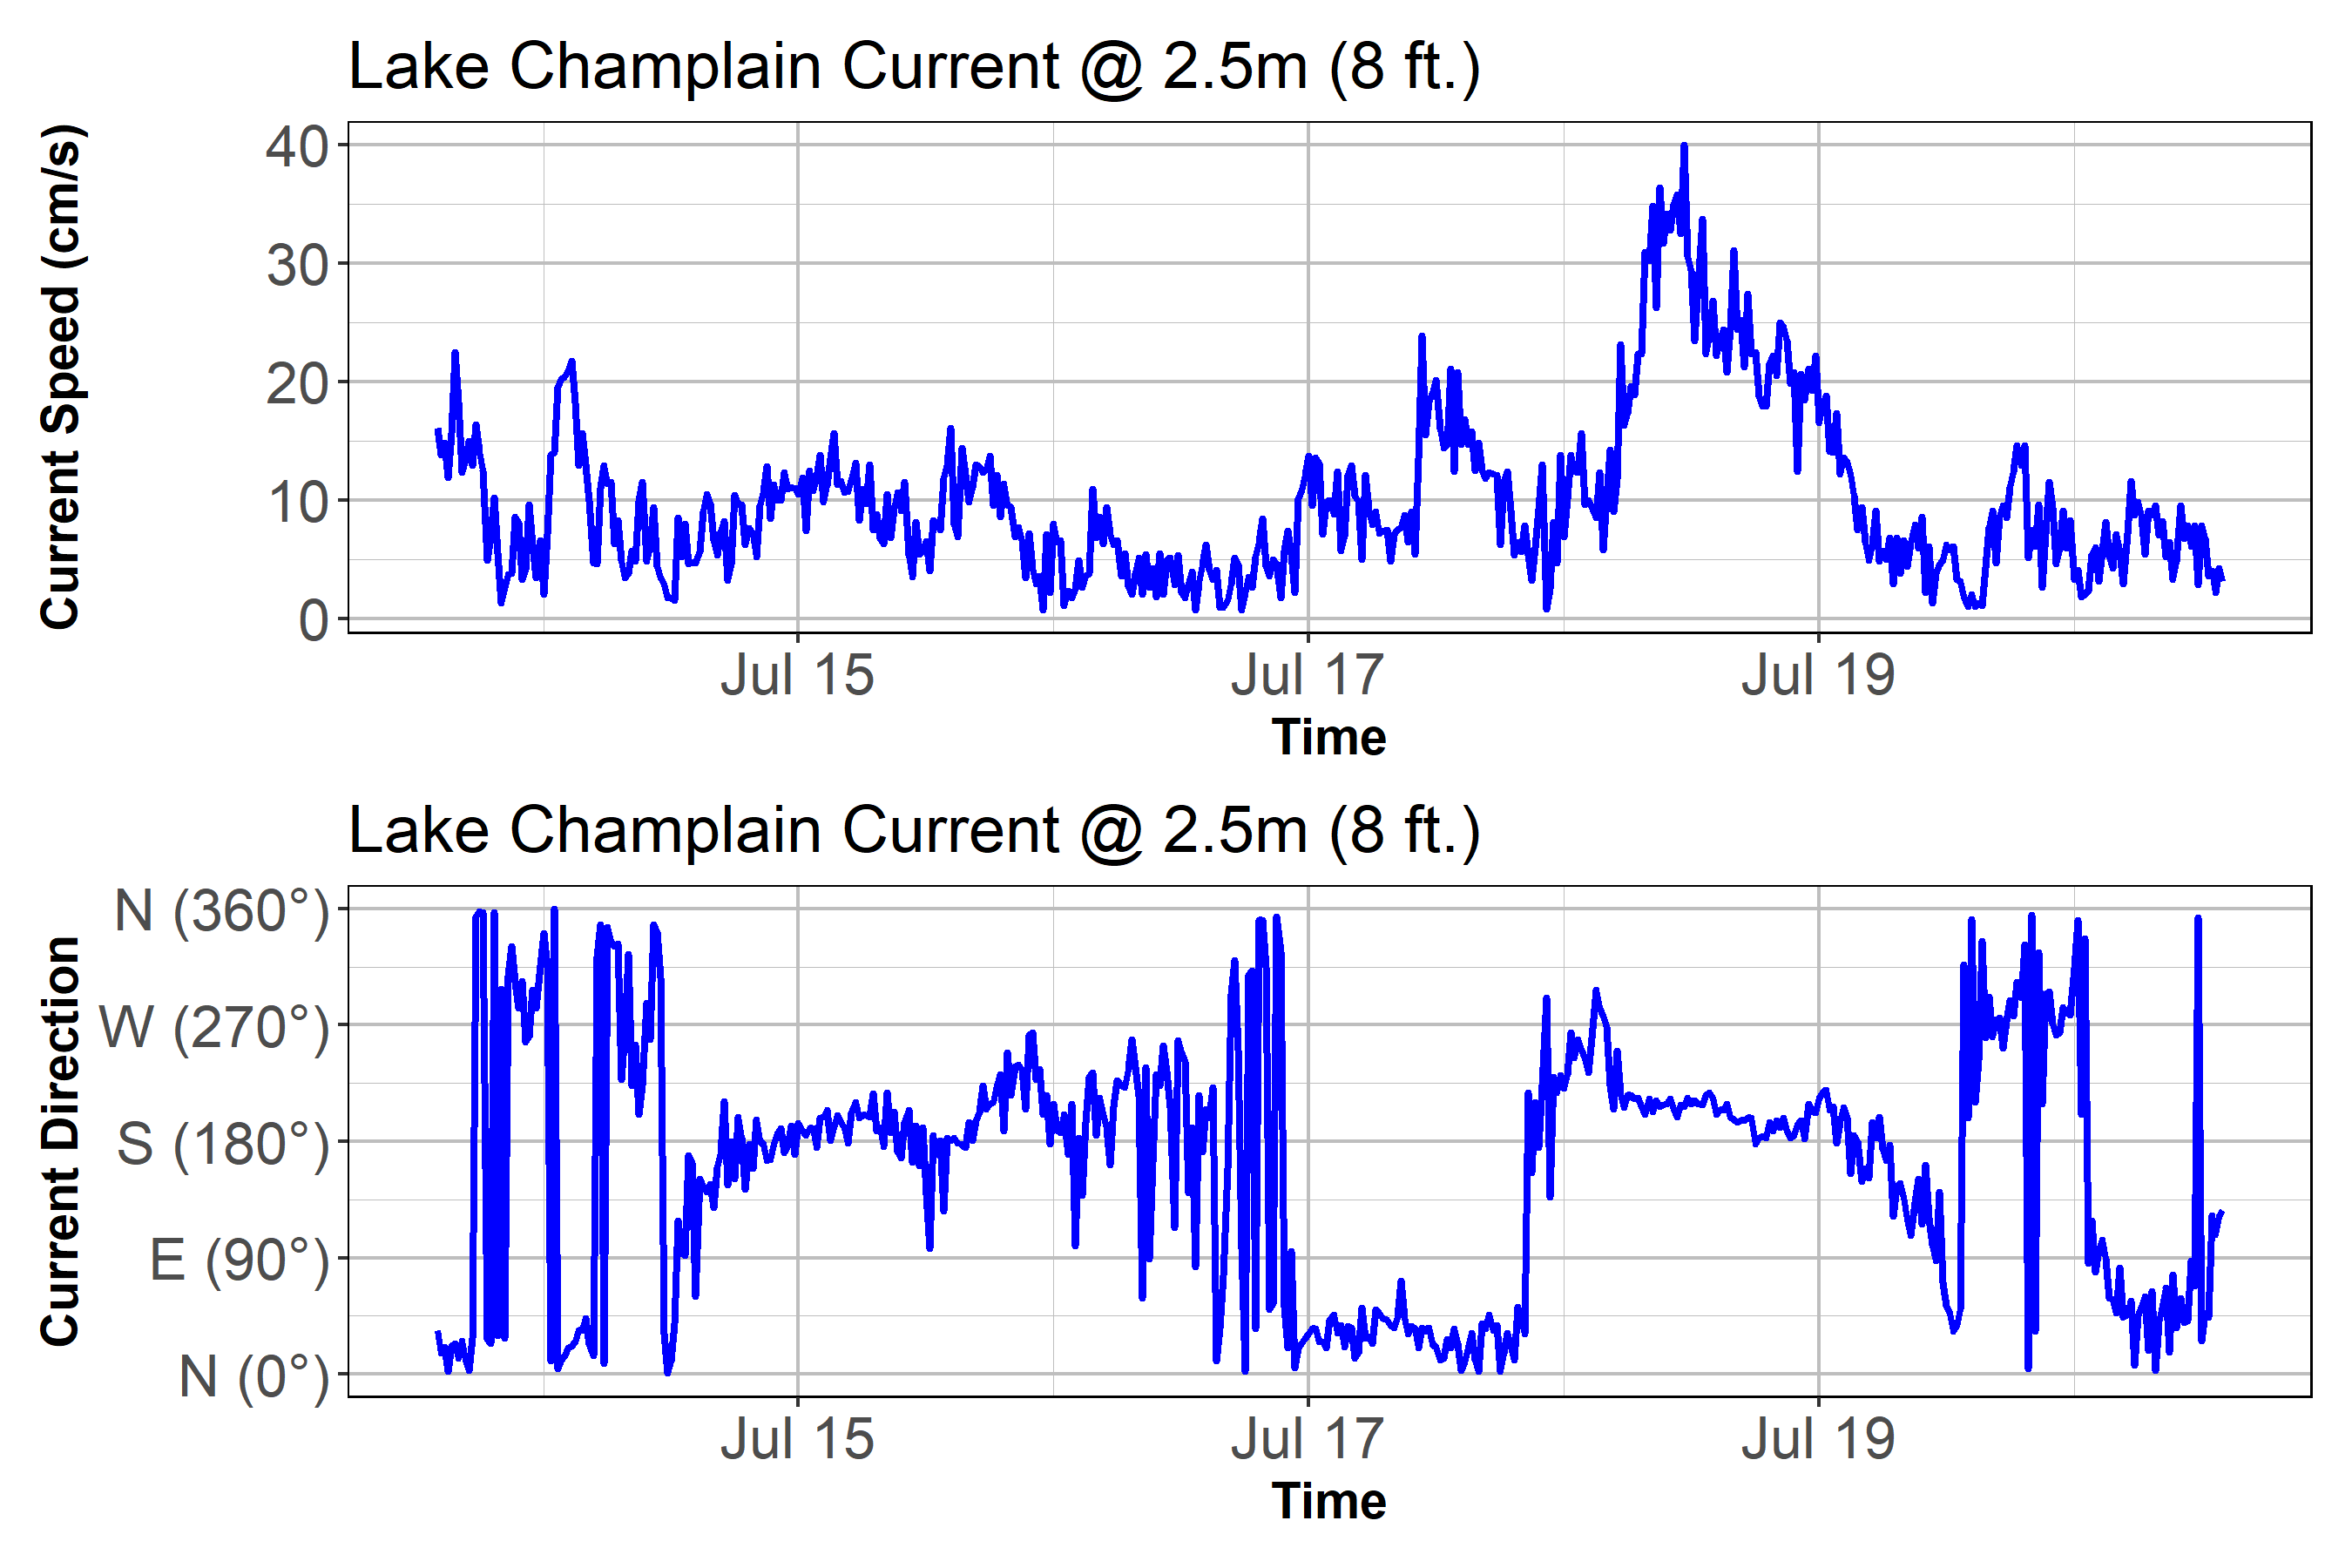 Lake Champlain Current @ 2.5m (8 ft.)
Current Speed (cm/s)
40
30
20
10
0
Jul 15 Jul 17 Jul 19
Time
Lake Champlain Current @ 2.5m (8 ft.)
Current Direction
N (360°)
W (270°)
S (180°)
E (90°)
N (0°)
Jul 15 Jul 17 Jul 19
Time